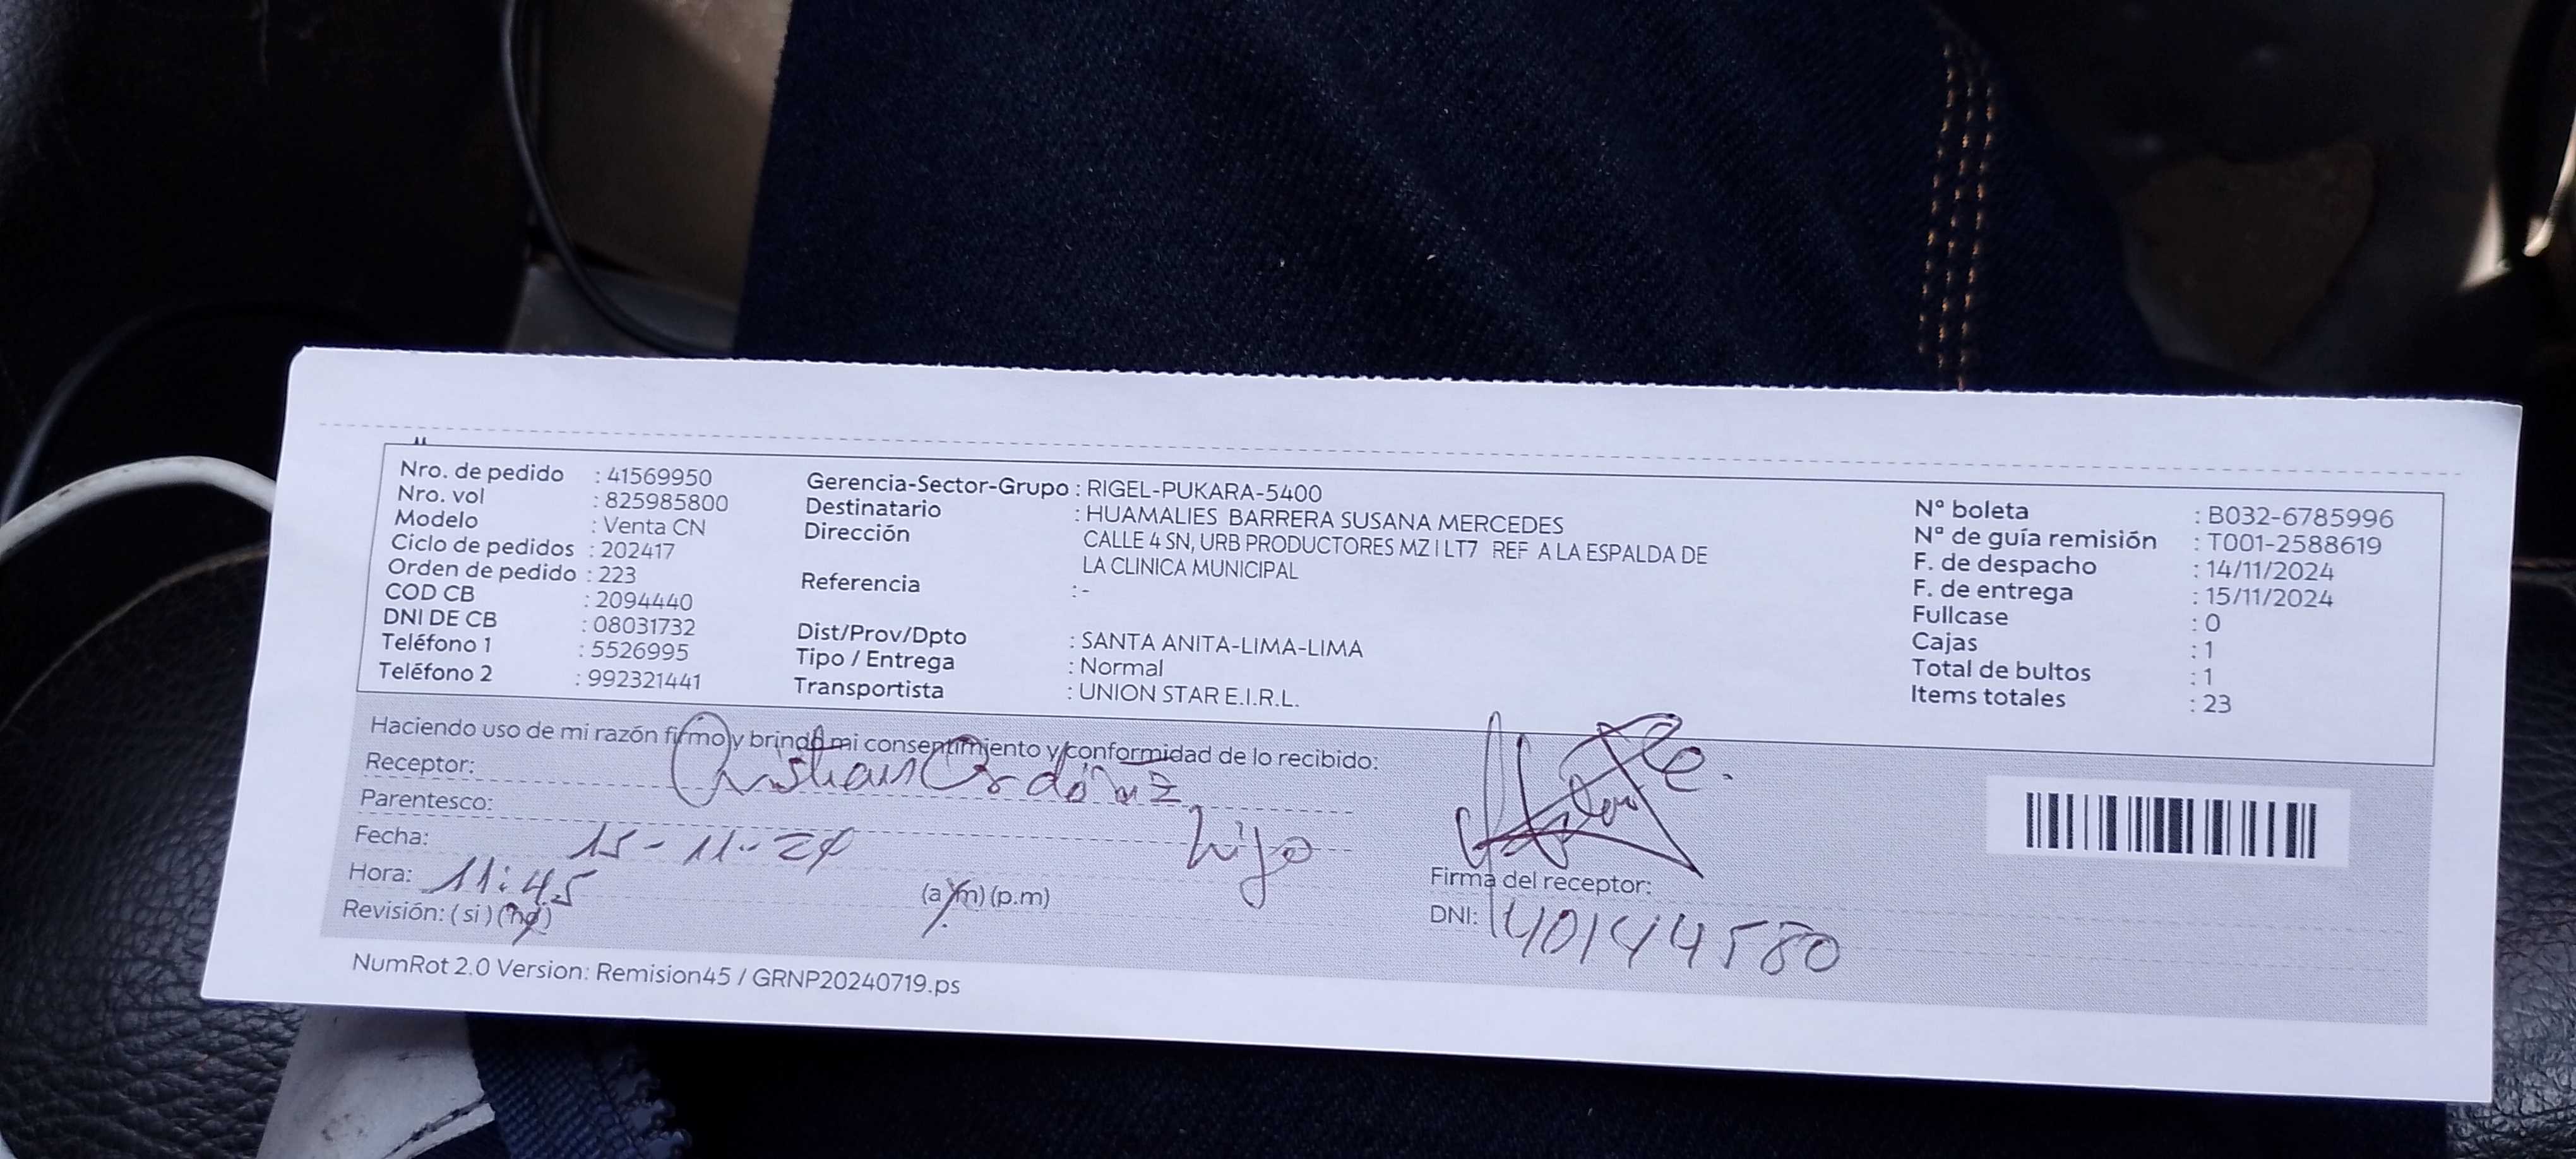 Nro. de pedido : 41569950
Nro. vol : 825985800
Modelo : Venta CN
Ciclo de pedidos : 202417
Orden de pedido : 223
COD CB : 2094440
DNI DE CB : 08031732
Teléfono 1 : 5526995
Teléfono 2 : 992321441
Gerencia-Sector-Grupo : RIGEL-PUKARA-5400
Destinatario : HUAMALIES BARRERA SUSANA MERCEDES
Dirección CALLE 4 SN, URB PRODUCTORES MZ I LT7 REF A LA ESPALDA DE
LA CLINICA MUNICIPAL
Referencia : -
Dist/Prov/Dpto : SANTA ANITA-LIMA-LIMA
Tipo / Entrega : Normal
Transportista : UNION STAR E.I.R.L.
Nº boleta : B032-6785996
Nª de guía remisión : T001-2588619
F. de despacho : 14/11/2024
F. de entrega : 15/11/2024
Fullcase : 0
Cajas : 1
Total de bultos : 1
Items totales : 23
Haciendo uso de mi razón firmo y brindo mi consentimiento y conformidad de lo recibido:
Receptor: Cristhian Ordóñez
Parentesco: hijo
Fecha: 15-11-24
Hora: 11:45 (a.m) (p.m)
Revisión: (si) (no)
Firma del receptor:
DNI: 40144580
NumRot 2.0 Version: Remision45 / GRNP20240719.ps